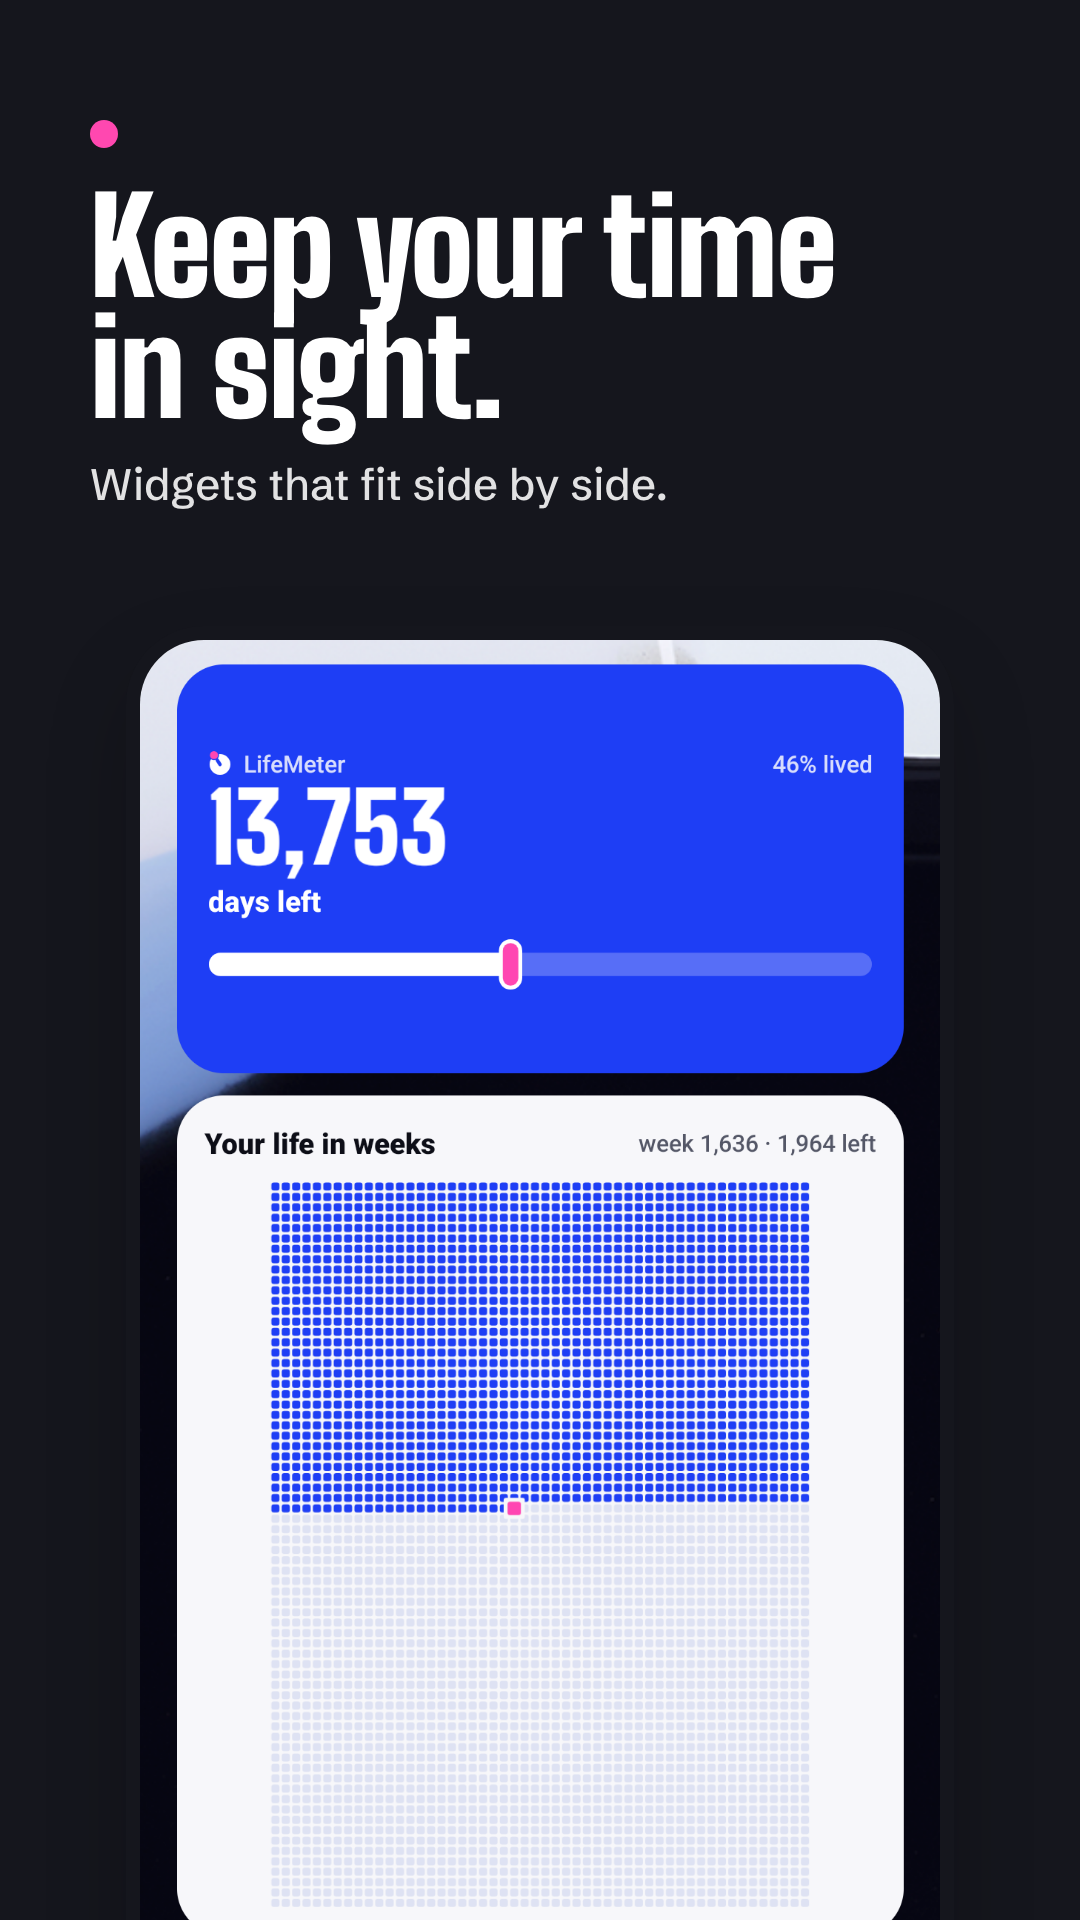 Keep your time
in sight.
Widgets that fit side by side.
LifeMeter
46% lived
13,753
days left
Your life in weeks
week 1,636 · 1,964 left